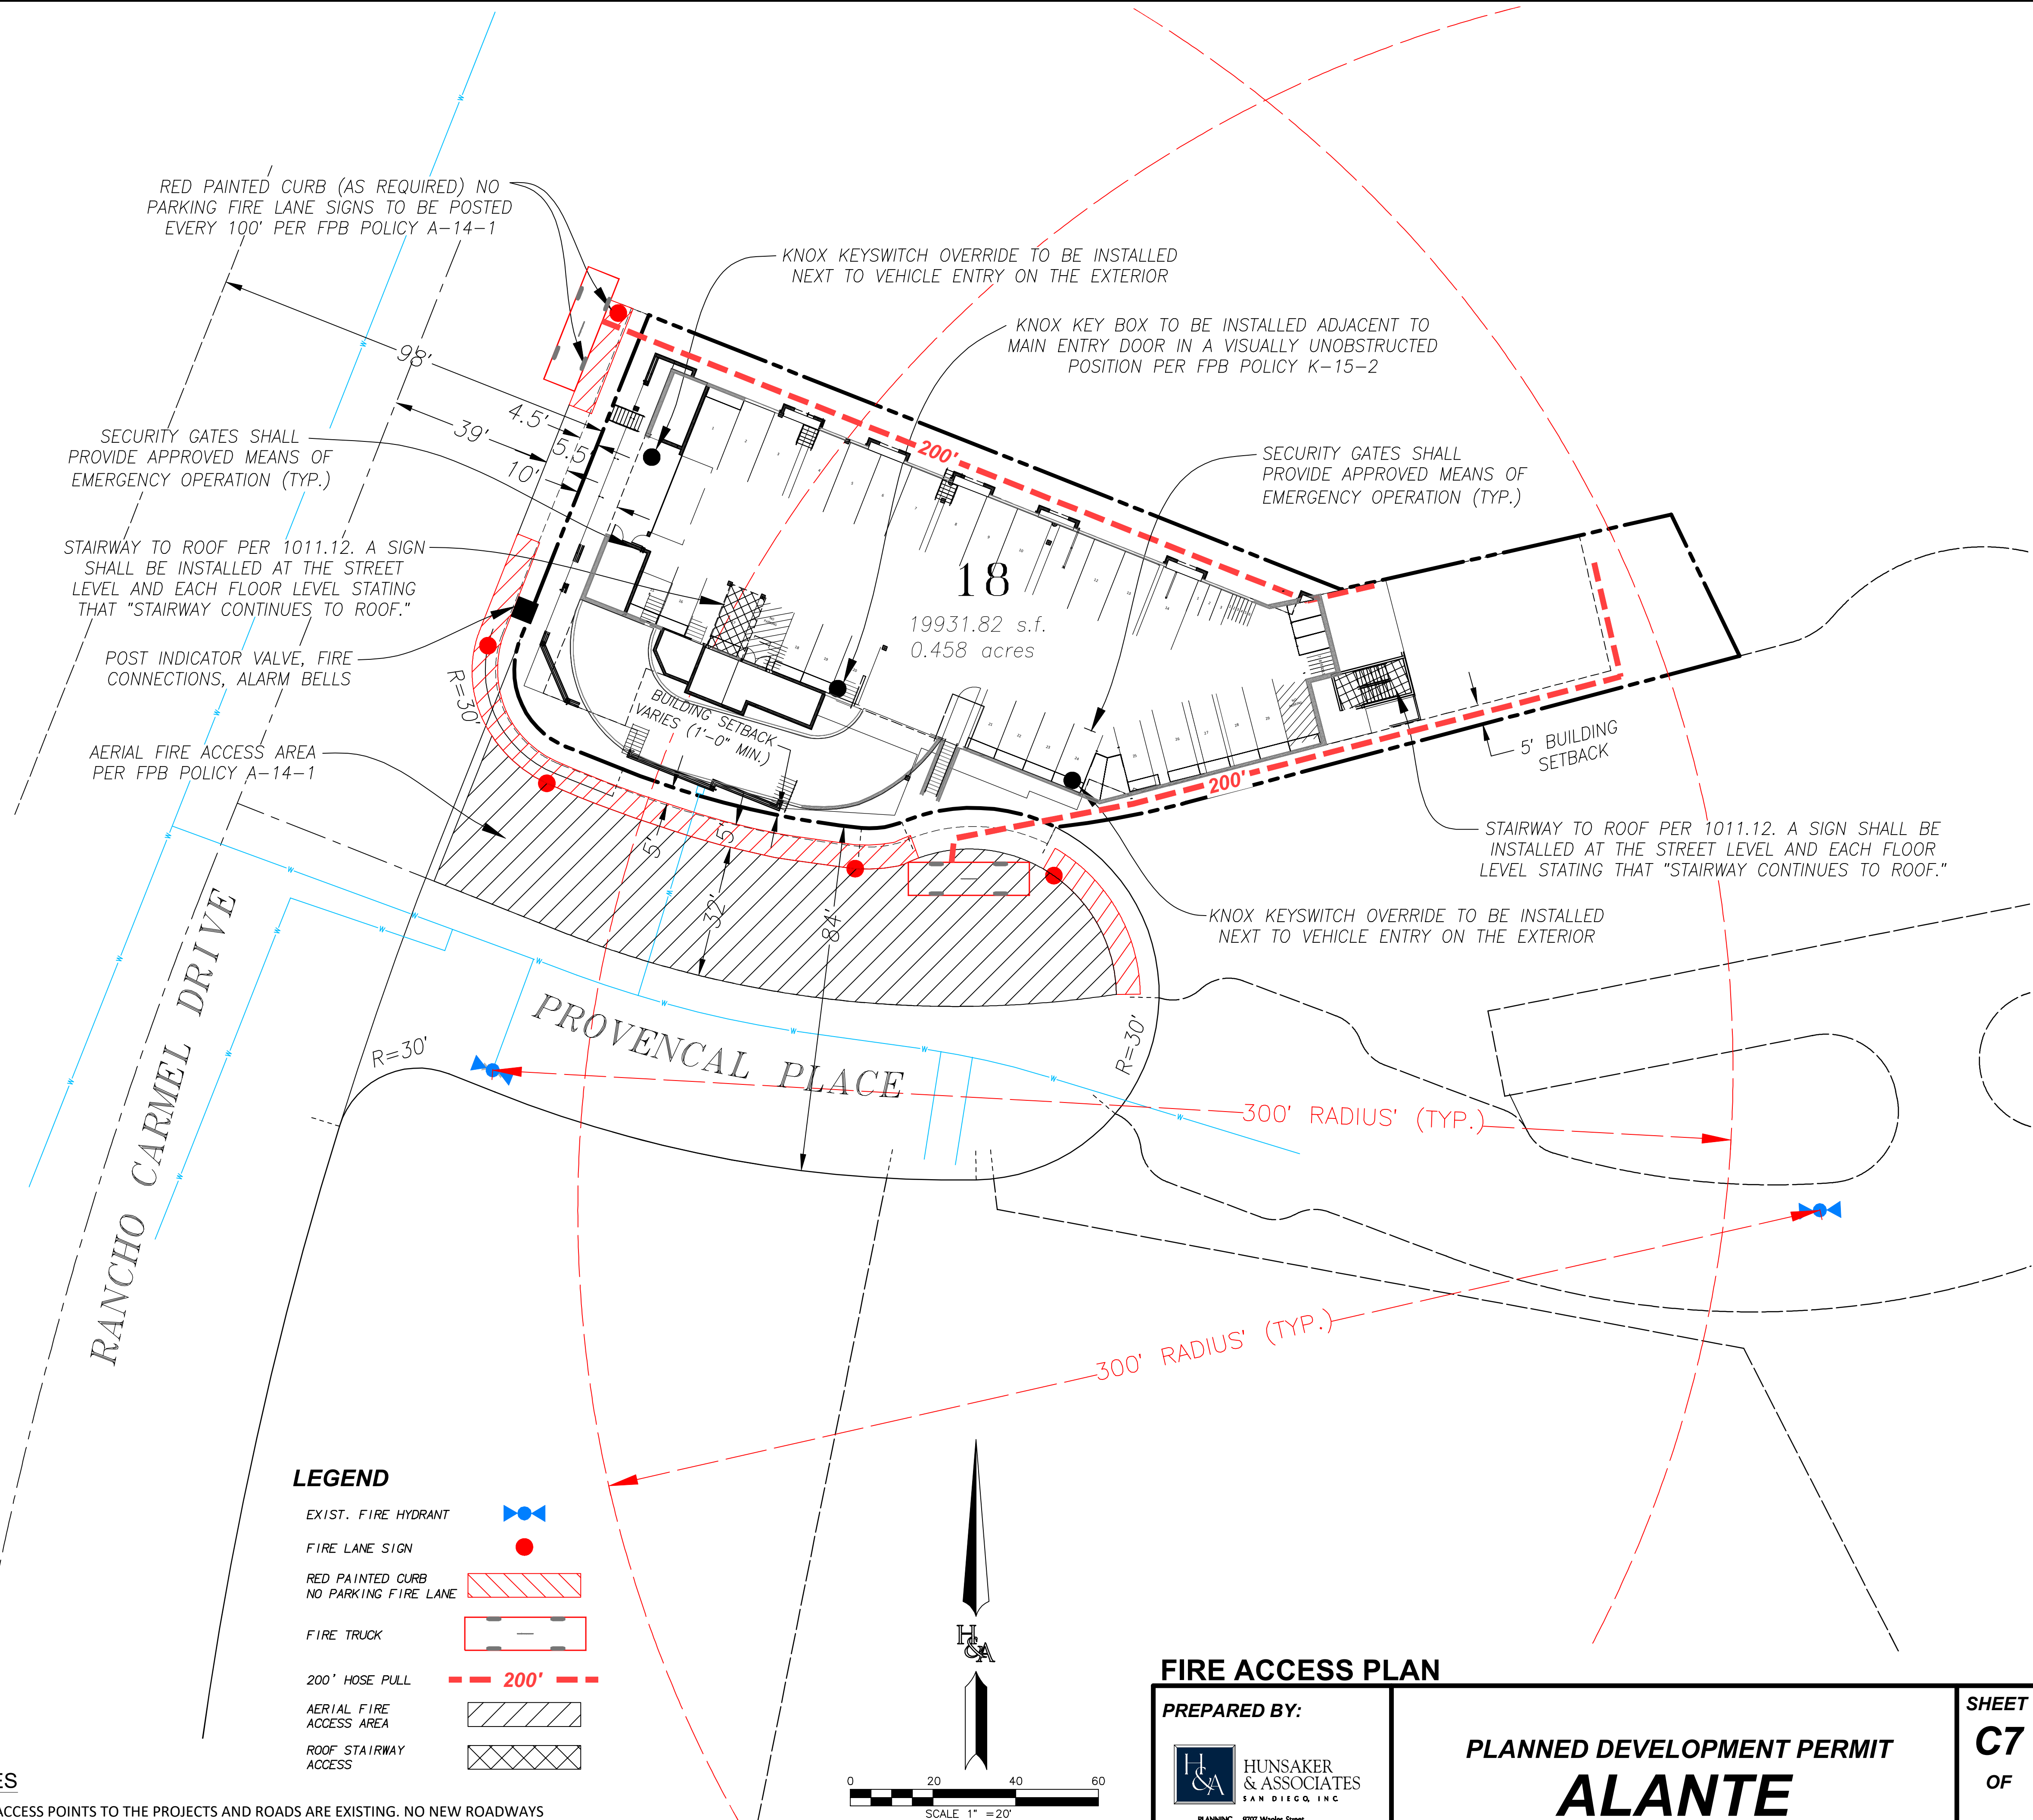 RED PAINTED CURB (AS REQUIRED) NO
PARKING FIRE LANE SIGNS TO BE POSTED
EVERY 100' PER FPB POLICY A-14-1
KNOX KEYSWITCH OVERRIDE TO BE INSTALLED
NEXT TO VEHICLE ENTRY ON THE EXTERIOR
KNOX KEY BOX TO BE INSTALLED ADJACENT TO
MAIN ENTRY DOOR IN A VISUALLY UNOBSTRUCTED
POSITION PER FPB POLICY K-15-2
98'
4.5'
39'
5.5'
10'
200'
SECURITY GATES SHALL
PROVIDE APPROVED MEANS OF
EMERGENCY OPERATION (TYP.)
SECURITY GATES SHALL
PROVIDE APPROVED MEANS OF
EMERGENCY OPERATION (TYP.)
STAIRWAY TO ROOF PER 1011.12. A SIGN
SHALL BE INSTALLED AT THE STREET
LEVEL AND EACH FLOOR LEVEL STATING
THAT "STAIRWAY CONTINUES TO ROOF."
18
19931.82 s.f.
0.458 acres
POST INDICATOR VALVE, FIRE
CONNECTIONS, ALARM BELLS
R=30'
BUILDING SETBACK
VARIES (1'-0" MIN.)
AERIAL FIRE ACCESS AREA
PER FPB POLICY A-14-1
5' BUILDING
SETBACK
200'
5'
5'
32'
84'
STAIRWAY TO ROOF PER 1011.12. A SIGN SHALL BE
INSTALLED AT THE STREET LEVEL AND EACH FLOOR
LEVEL STATING THAT "STAIRWAY CONTINUES TO ROOF."
KNOX KEYSWITCH OVERRIDE TO BE INSTALLED
NEXT TO VEHICLE ENTRY ON THE EXTERIOR
RANCHO CARMEL DRIVE
PROVENCAL PLACE
R=30'
R=30'
300' RADIUS' (TYP.)
300' RADIUS' (TYP.)
LEGEND
EXIST. FIRE HYDRANT
FIRE LANE SIGN
RED PAINTED CURB
NO PARKING FIRE LANE
FIRE TRUCK
200' HOSE PULL
200'
AERIAL FIRE
ACCESS AREA
ROOF STAIRWAY
ACCESS
H&A
0 20 40 60
SCALE 1" =20'
ES
ACCESS POINTS TO THE PROJECTS AND ROADS ARE EXISTING. NO NEW ROADWAYS
FIRE ACCESS PLAN
PREPARED BY:
H&A
HUNSAKER
& ASSOCIATES
SAN DIEGO, INC.
PLANNING 9707 Waples Street
PLANNED DEVELOPMENT PERMIT
ALANTE
SHEET
C7
OF